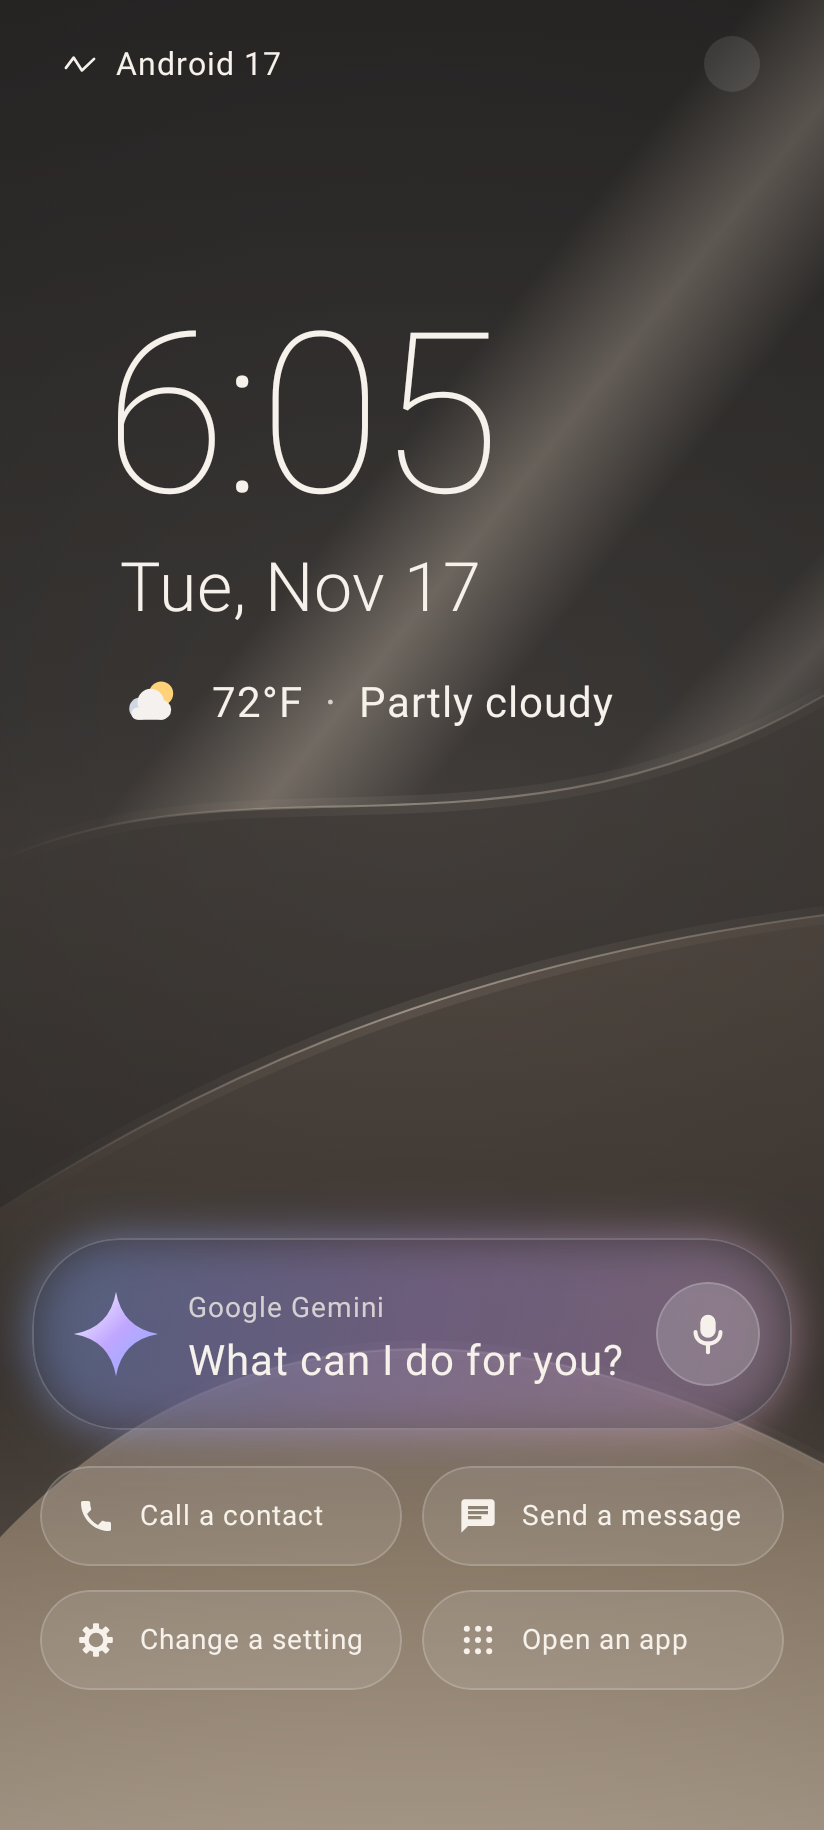 Android 17
6:05
Tue, Nov 17
72°F · Partly cloudy
Google Gemini
What can I do for you?
Call a contact
Send a message
Change a setting
Open an app